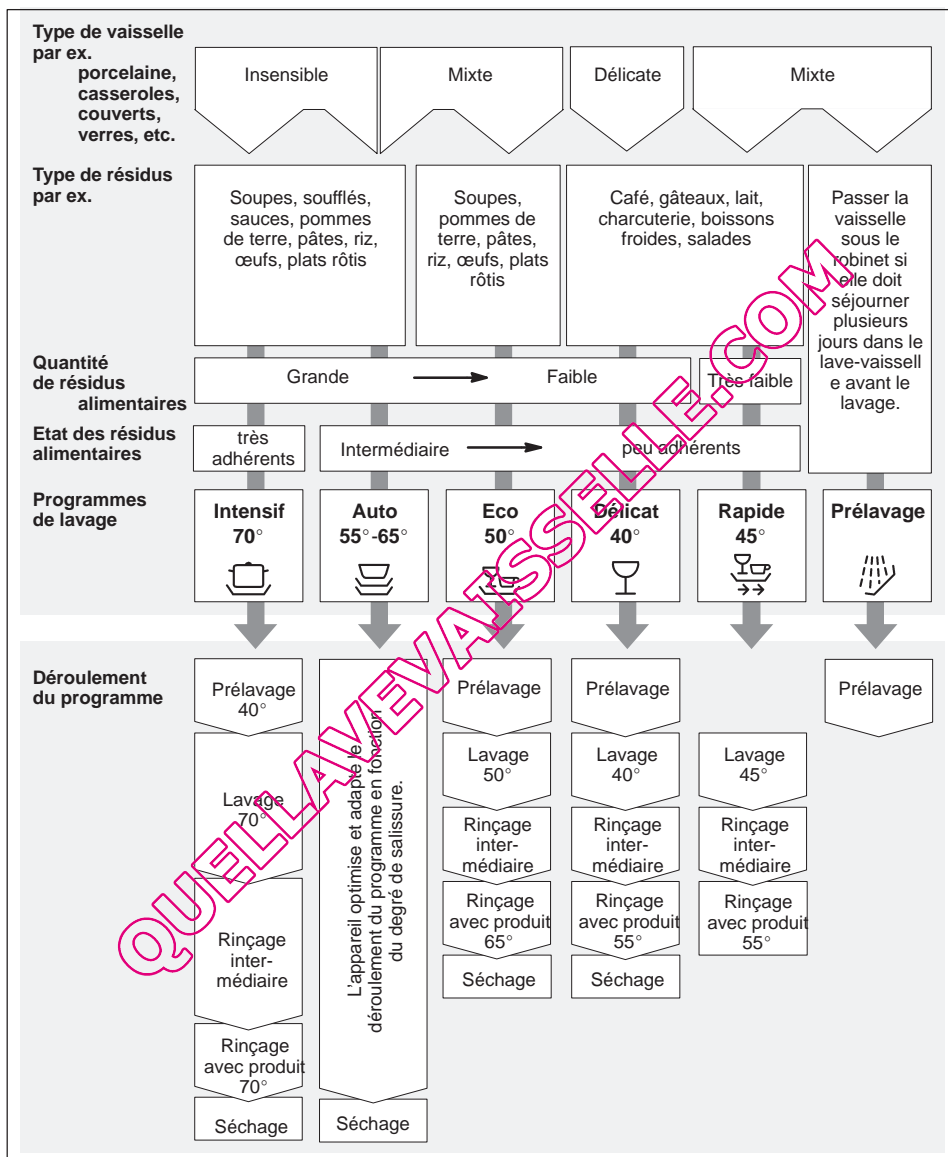 Type de vaisselle
par ex.
porcelaine,
casseroles,
couverts,
verres, etc.
Insensible
Mixte
Délicate
Mixte
Type de résidus
par ex.
Soupes, soufflés,
sauces, pommes
de terre, pâtes, riz,
œufs, plats rôtis
Soupes,
pommes de
terre, pâtes,
riz, œufs, plats
rôtis
Café, gâteaux, lait,
charcuterie, boissons
froides, salades
Passer la
vaisselle
sous le
robinet si
elle doit
séjourner
plusieurs
jours dans le
lave-vaissell
e avant le
lavage.
Quantité
de résidus
alimentaires
Grande
Faible
Très faible
Etat des résidus
alimentaires
très
adhérents
Intermédiaire
peu adhérents
Programmes
de lavage
Intensif
70°
Auto
55°-65°
Eco
50°
Délicat
40°
Rapide
45°
Prélavage
Déroulement
du programme
Prélavage
40°
Lavage
70°
Rinçage
inter-
médiaire
Rinçage
avec produit
70°
Séchage
L'appareil optimise et adapte le
déroulement du programme en fonction
du degré de salissure.
Séchage
Prélavage
Lavage
50°
Rinçage
inter-
médiaire
Rinçage
avec produit
65°
Séchage
Prélavage
Lavage
40°
Rinçage
inter-
médiaire
Rinçage
avec produit
55°
Séchage
Lavage
45°
Rinçage
inter-
médiaire
Rinçage
avec produit
55°
Prélavage
QUELLAVEVAISSELLE.COM